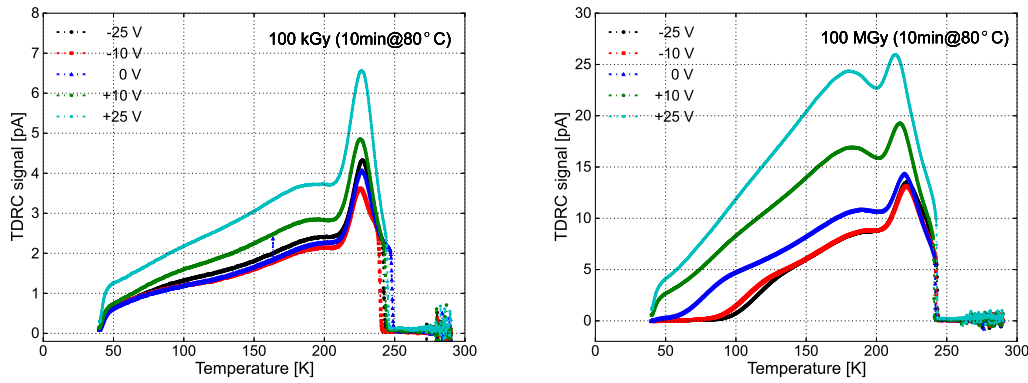 100 kGy (10min@80°C)
-25 V
-10 V
0 V
+10 V
+25 V
TDRC signal [pA]
8
7
6
5
4
3
2
1
0
0 50 100 150 200 250 300
Temperature [K]
100 MGy (10min@80°C)
-25 V
-10 V
0 V
+10 V
+25 V
TDRC signal [pA]
30
25
20
15
10
5
0
0 50 100 150 200 250 300
Temperature [K]